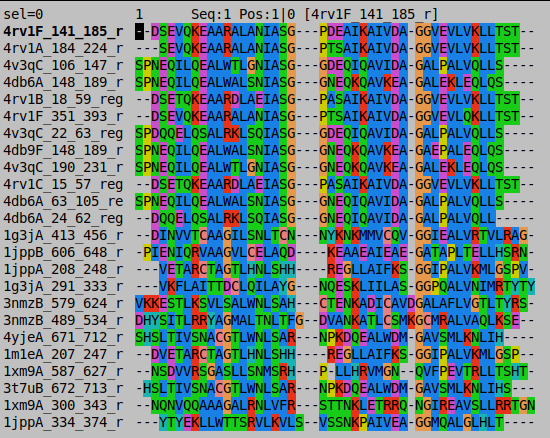 sel=0 1 Seq:1 Pos:1|0 [4rv1F_141_185_r]
4rv1F_141_185_r --DSEVQKEAARALANIASG---PDEAIKAIVDA-GGVEVLVKLLTST--
4rv1A_184_224_r ---SEVQKEAARALANIASG---PTSAIKAIVDA-GGVEVLVKLLTST--
4v3qC_106_147_r SPNEQILQEALWTLGNIASG---GDEQIQAVIDA-GALPALVQLLS----
4db6A_148_189_r SPNEQILQEALWALSNIASG---GNEQKQAVKEA-GALEKLEQLQS----
4rv1B_18_59_reg --DSETQKEAARDLAEIASG---PASAIKAIVDA-GGVEVLVKLLTST--
4rv1F_351_393_r --DSEVQKEAARALANIASG---PTSAIKAIVDA-GGVEVLQKLLTST--
4v3qC_22_63_reg SPDQQELQSALRKLSQIASG---GDEQIQAVIDA-GALPALVQLLS----
4db9F_148_189_r SPNEQILQEALWALSNIASG---GNEQKQAVKEA-GAEPALEQLQS----
4v3qC_190_231_r SPNEQILQEALWTLGNIASG---GNEQKQAVKEA-GALEKLEQLQS----
4rv1C_15_57_reg --DSETQKEAARDLAEIASG---PASAIKAIVDA-GGVEVLVKLLTST--
4db6A_63_105_re SPNEQILQEALWALSNIASG---GNEQIQAVIDA-GALPALVQLLS----
4db6A_24_62_reg --DQQELQSALRKLSQIASG---GNEQIQAVIDA-GALPALVQLL-----
1g3jA_413_456_r --DINVVTCAAGILSNLTCN---NYKNKMMVCQV-GGIEALVRTVLRAG-
1jppB_606_648_r -PIENIQRVAAGVLCELAQD----KEAAEAIEAE-GATAPLTELLHSRN-
1jppA_208_248_r ---VETARCTAGTLHNLSHH----REGLLAIFKS-GGIPALVKMLGSPV-
1g3jA_291_333_r ---VKFLAITTDCLQILAYG---NQESKLIILAS-GGPQALVNIMRTYTY
3nmzB_579_624_r VKKESTLKSVLSALWNLSAH---CTENKADICAVDGALAFLVGTLTYRS-
3nmzB_489_534_r DHYSITLRRYAGMALTNLTFG--DVANKATLCSMKGCMRALVAQLKSE--
4yjeA_671_712_r SHSLTIVSNACGTLWNLSAR---NPKDQEALWDM-GAVSMLKNLIH----
1m1eA_207_247_r --DVETARCTAGTLHNLSHH----REGLLAIFKS-GGIPALVKMLGSP--
1xm9A_587_627_r --NSDVVRSGASLLSNMSRH---P-LLHRVMGN--QVFPEVTRLLTSHT-
3t7uB_672_713_r -HSLTIVSNACGTLWNLSAR---NPKDQEALWDM-GAVSMLKNLIHS---
1xm9A_300_343_r --NQNVQQAAAGALRNLVFR---STTNKLETRRQ-NGIREAVSLLRRTGN
1jppA_334_374_r ---YTYEKLLWTTSRVLKVLS--VSSNKPAIVEA-GGMQALGLHLT----